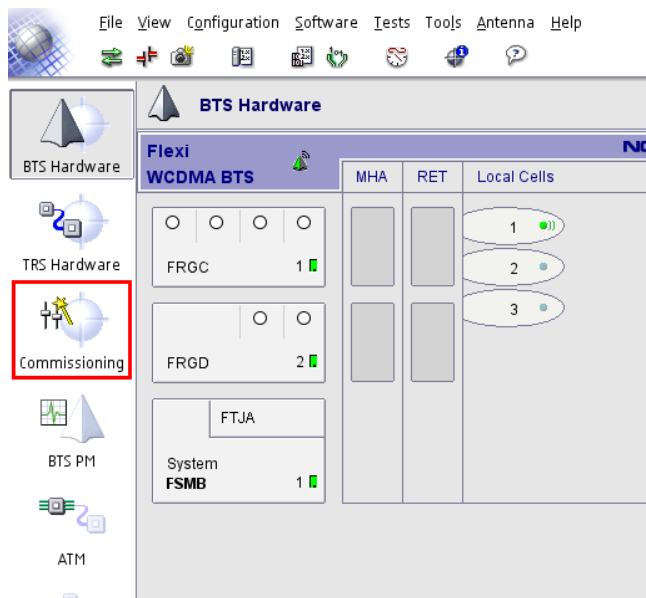 File View Configuration Software Tests Tools Antenna Help
BTS Hardware
BTS Hardware
Flexi
WCDMA BTS
MHA RET Local Cells
FRGC 1
1
2
3
FRGD 2
FTJA
System
FSMB 1
TRS Hardware
Commissioning
BTS PM
ATM